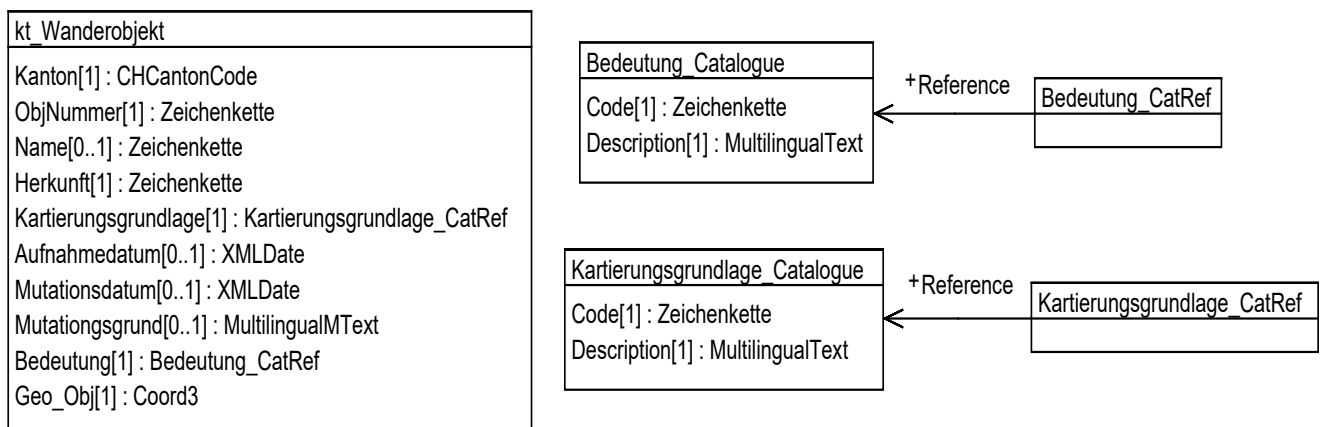 kt_Wanderobjekt
Kanton[1] : CHCantonCode
ObjNummer[1] : Zeichenkette
Name[0..1] : Zeichenkette
Herkunft[1] : Zeichenkette
Kartierungsgrundlage[1] : Kartierungsgrundlage_CatRef
Aufnahmedatum[0..1] : XMLDate
Mutationsdatum[0..1] : XMLDate
Mutationgsgrund[0..1] : MultilingualMText
Bedeutung[1] : Bedeutung_CatRef
Geo_Obj[1] : Coord3
Bedeutung_Catalogue
Code[1] : Zeichenkette
Description[1] : MultilingualText
+Reference
Bedeutung_CatRef
Kartierungsgrundlage_Catalogue
Code[1] : Zeichenkette
Description[1] : MultilingualText
+Reference
Kartierungsgrundlage_CatRef